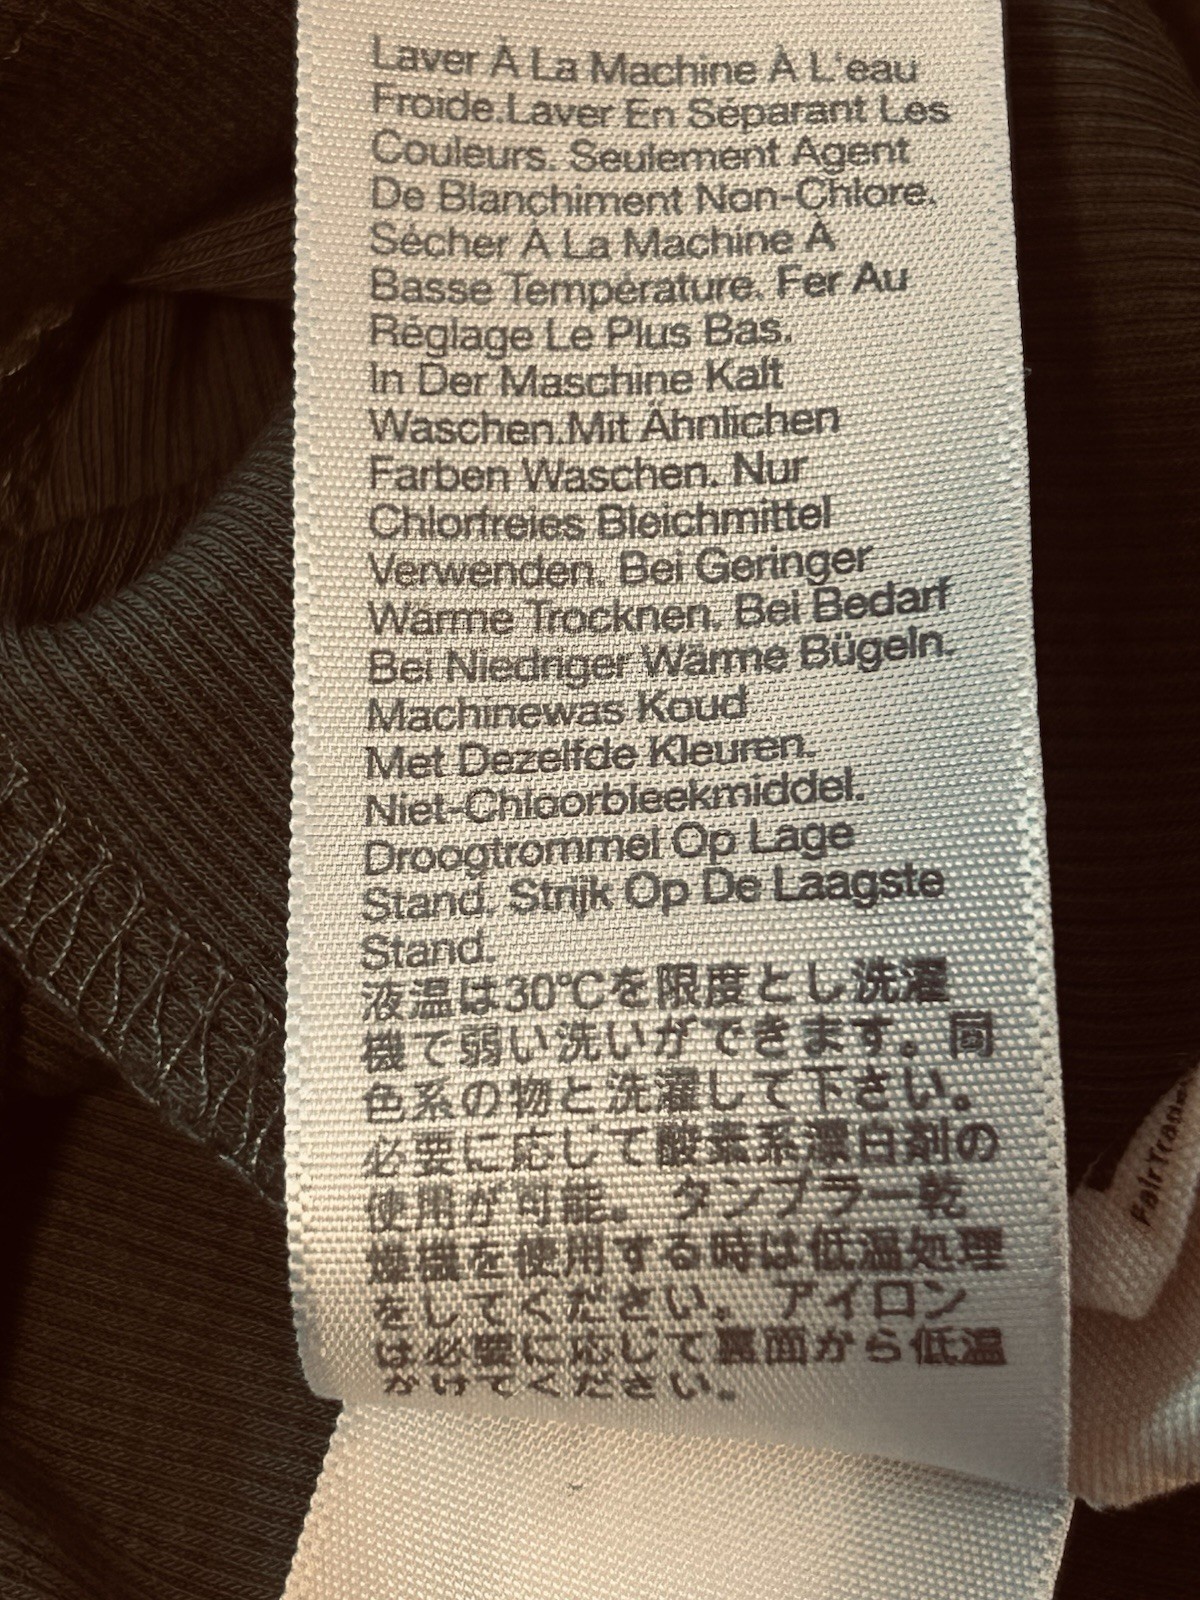 Laver À La Machine À L'eau
Froide.Laver En Séparant Les
Couleurs. Seulement Agent
De Blanchiment Non-Chlore.
Sécher À La Machine À
Basse Température. Fer Au
Réglage Le Plus Bas.
In Der Maschine Kalt
Waschen.Mit Ähnlichen
Farben Waschen. Nur
Chlorfreies Bleichmittel
Verwenden. Bei Geringer
Wärme Trocknen. Bei Bedarf
Bei Niedriger Wärme Bügeln.
Machinewas Koud
Met Dezelfde Kleuren.
Niet-Chloorbleekmiddel.
Droogtrommel Op Lage
Stand. Strijk Op De Laagste
Stand.
液温は30℃を限度とし洗濯
機て弱い洗いができます。同
色系の物と洗濯して下さい。
必要に応じて酸素系漂白剤の
使用が可能。 タンブラー乾
燥機を使用する時は低温処理
をしてください。 アイロン
は必要に応じて裏面から低温
かけてください。
Fair